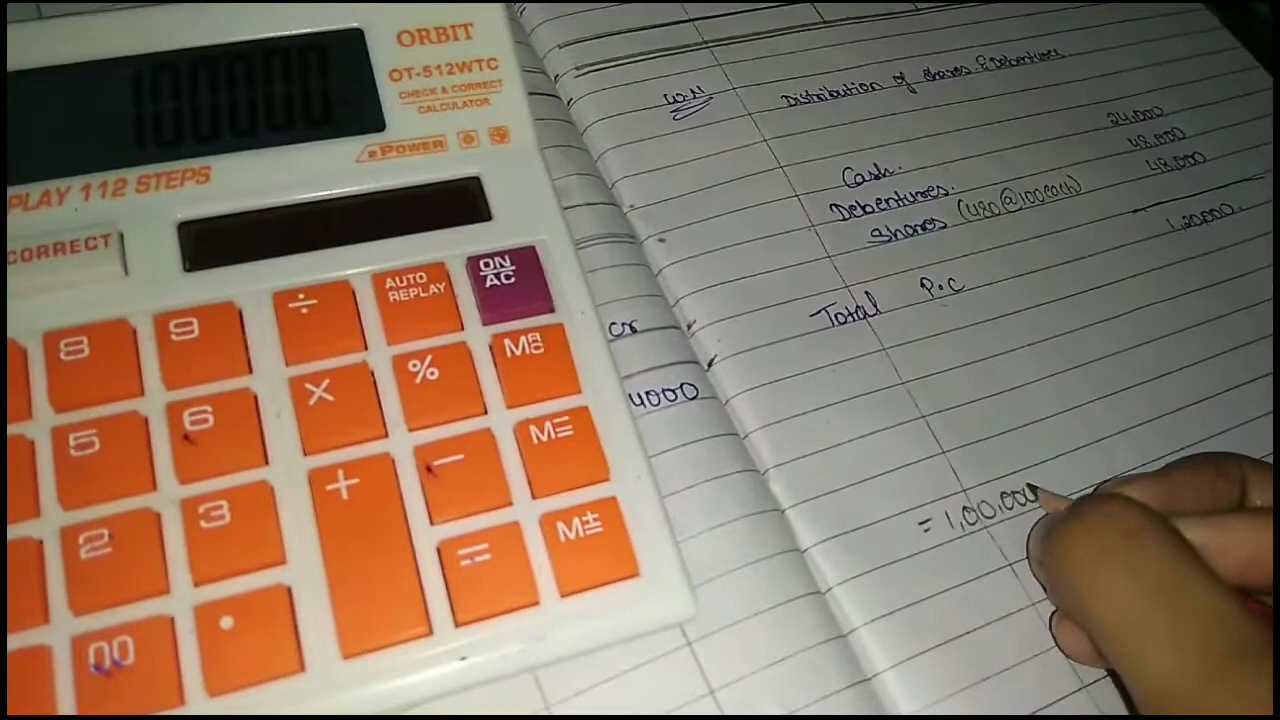 100000
ORBIT
OT-512WTC
CHECK & CORRECT
CALCULATOR
POWER
PLAY 112 STEPS
CORRECT
ON/AC
AUTO REPLAY
÷
9
8
M
%
×
6
5
M=
−
+
3
2
M±
=
.
00
Cr
4000
W.N
Distribution of shares & Debentures
Cash. 24,000
Debentures. 48,000
Shares (480@100each) 48,000
1,20,000.
Total P.C
= 1,00,000